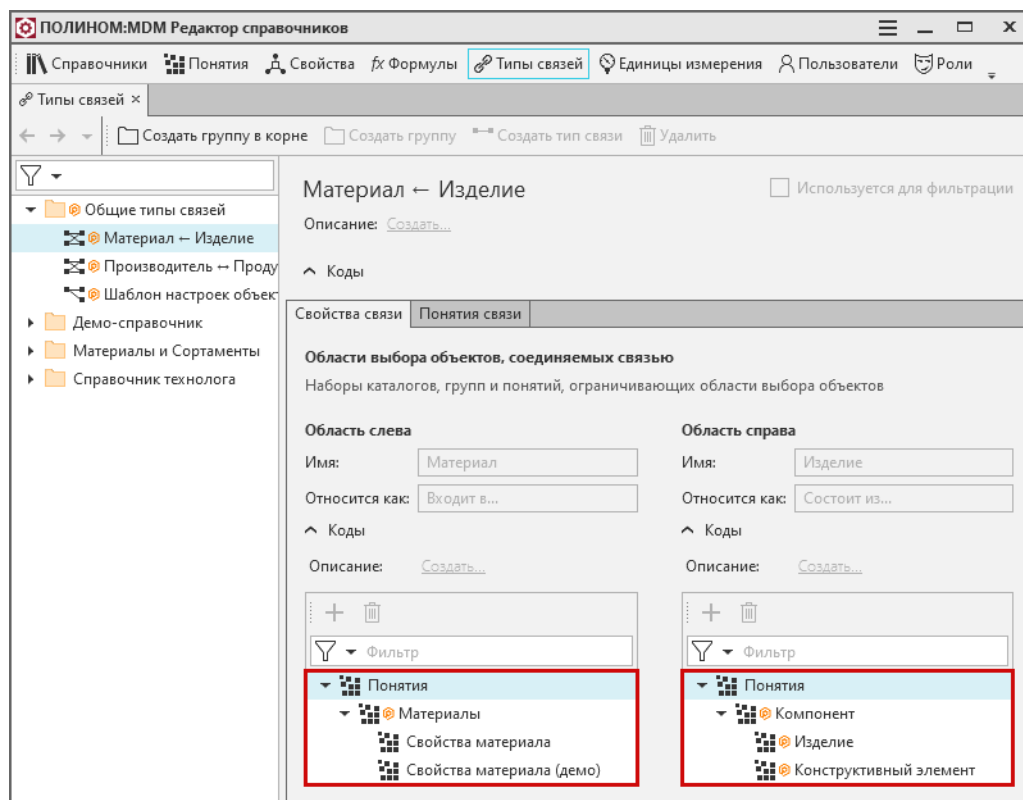 ПОЛИНОМ:MDM Редактор справочников
Справочники Понятия Свойства fx Формулы Типы связей Единицы измерения Пользователи Роли
Типы связей ×
Создать группу в корне Создать группу Создать тип связи Удалить
Общие типы связей
Материал ← Изделие
Производитель ↔ Проду
Шаблон настроек объек
Демо-справочник
Материалы и Сортаменты
Справочник технолога
Материал ← Изделие
Используется для фильтрации
Описание: Создать...
Коды
Свойства связи Понятия связи
Области выбора объектов, соединяемых связью
Наборы каталогов, групп и понятий, ограничивающих области выбора объектов
Область слева
Имя: Материал
Относится как: Входит в...
Коды
Описание: Создать...
Фильтр
Понятия
Материалы
Свойства материала
Свойства материала (демо)
Область справа
Имя: Изделие
Относится как: Состоит из...
Коды
Описание: Создать...
Фильтр
Понятия
Компонент
Изделие
Конструктивный элемент